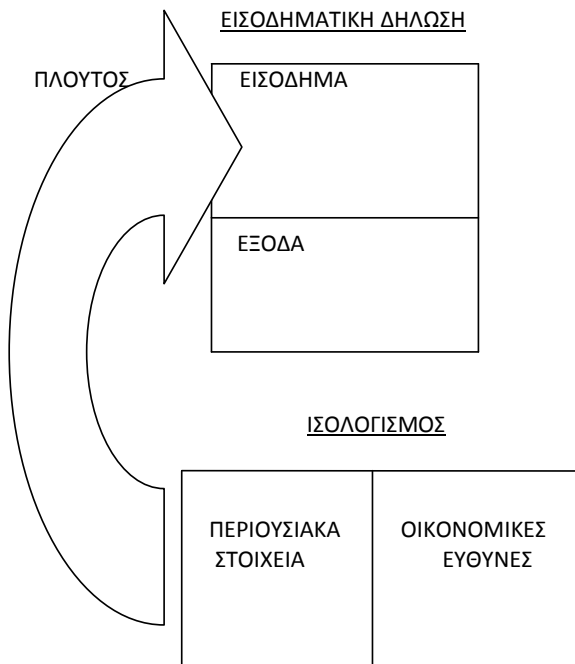 ΕΙΣΟΔΗΜΑΤΙΚΗ ΔΗΛΩΣΗ
ΠΛΟΥΤΟΣ
ΕΙΣΟΔΗΜΑ
ΕΞΟΔΑ
ΙΣΟΛΟΓΙΣΜΟΣ
ΠΕΡΙΟΥΣΙΑΚΑ
ΣΤΟΙΧΕΙΑ
ΟΙΚΟΝΟΜΙΚΕΣ
ΕΥΘΥΝΕΣ